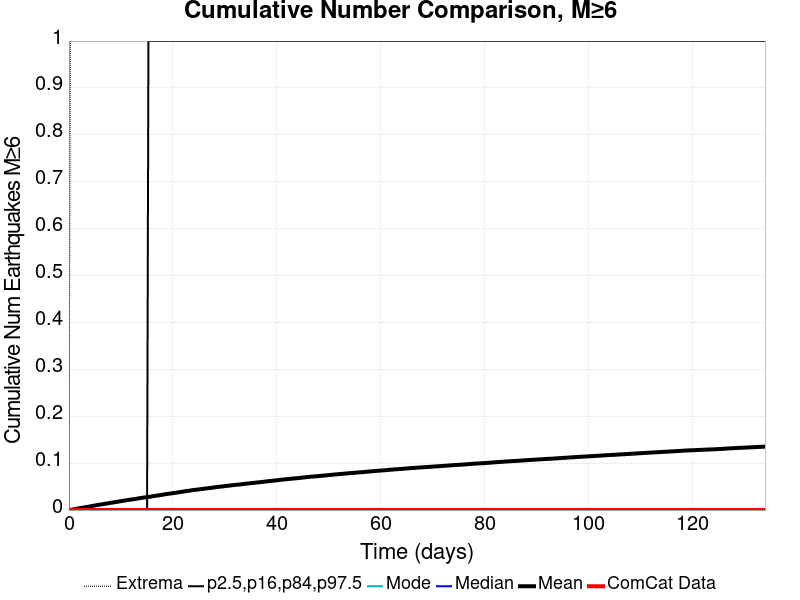 Cumulative Number Comparison, M≥6
Cumulative Num Earthquakes M≥6
1
0.9
0.8
0.7
0.6
0.5
0.4
0.3
0.2
0.1
0
0 20 40 60 80 100 120
Time (days)
Extrema p2.5,p16,p84,p97.5 Mode Median Mean ComCat Data